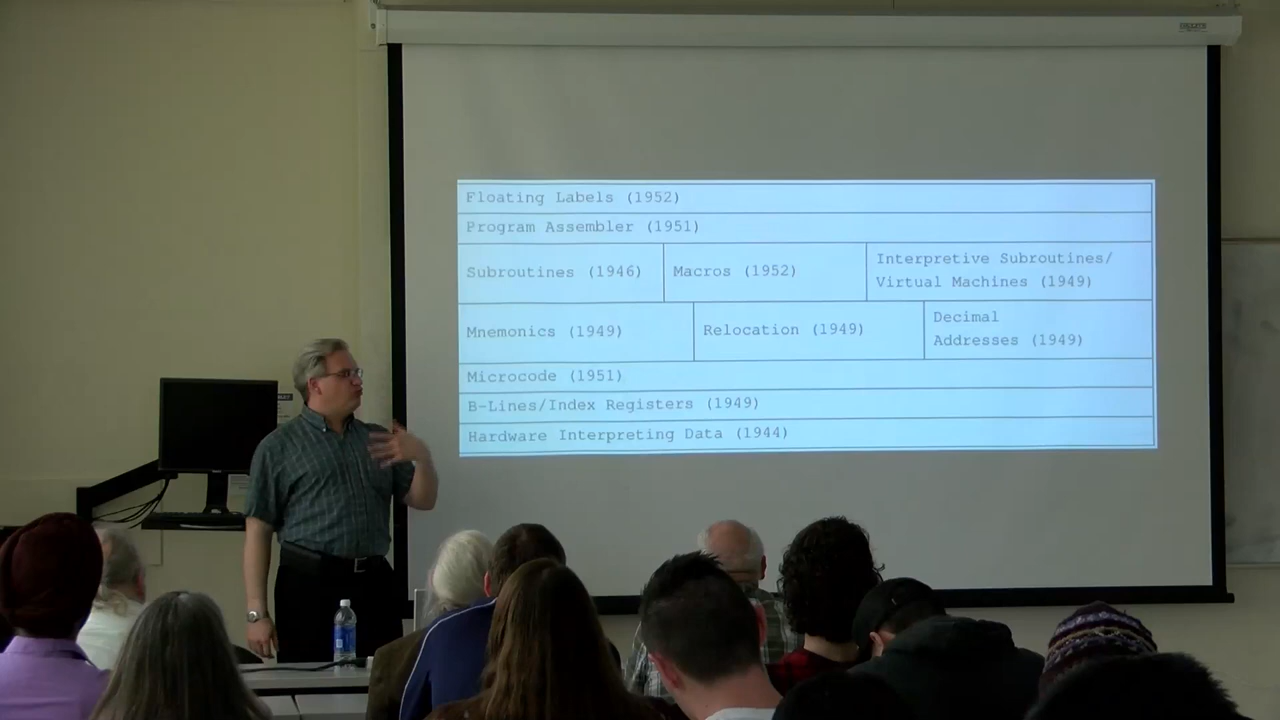 Floating Labels (1952)
Program Assembler (1951)
Subroutines (1946)
Macros (1952)
Interpretive Subroutines/
Virtual Machines (1949)
Mnemonics (1949)
Relocation (1949)
Decimal
Addresses (1949)
Microcode (1951)
B-Lines/Index Registers (1949)
Hardware Interpreting Data (1944)